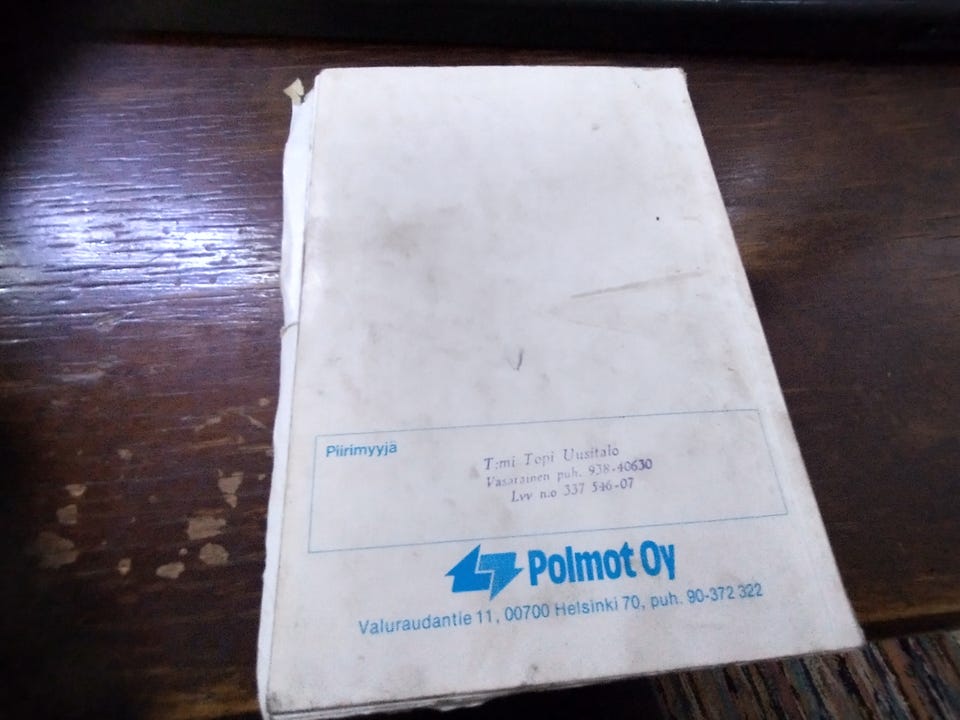 Piirimyyjä
T:mi Topi Uusitalo
Vasarainen puh. 938-40630
Lvv n:o 337 546-07
Polmot Oy
Valuraudantie 11, 00700 Helsinki 70, puh. 90-372 322